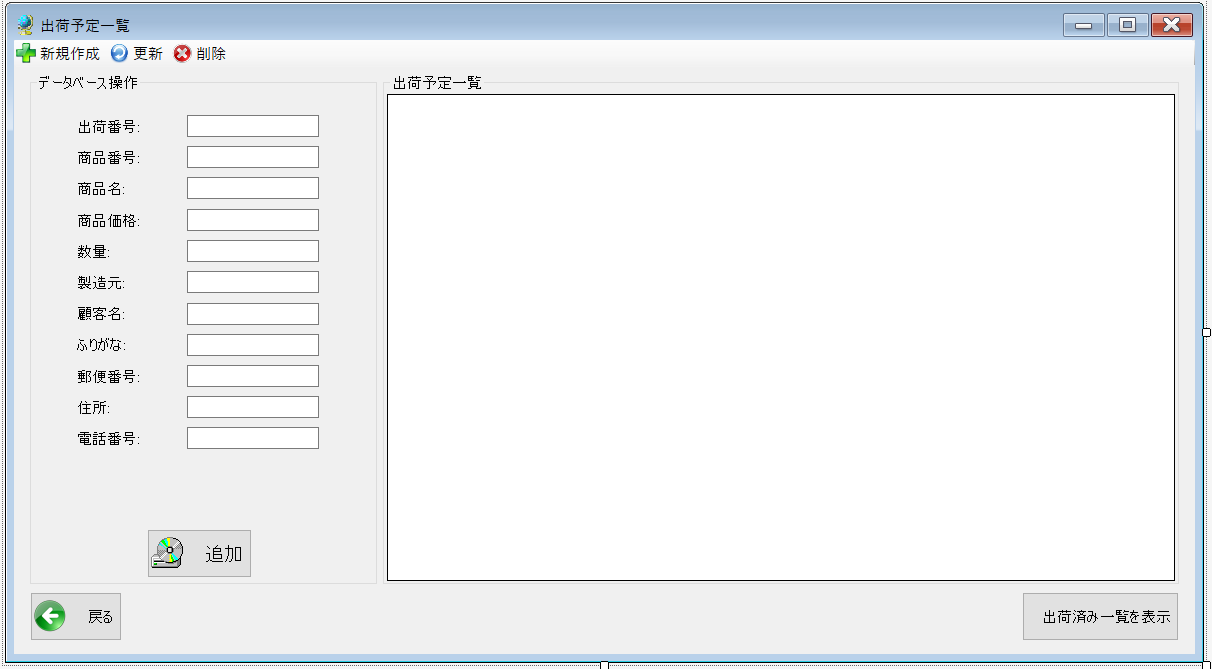 出荷予定一覧
新規作成 更新 削除
データベース操作
出荷番号:
商品番号:
商品名:
商品価格:
数量:
製造元:
顧客名:
ふりがな:
郵便番号:
住所:
電話番号:
追加
出荷予定一覧
戻る
出荷済み一覧を表示